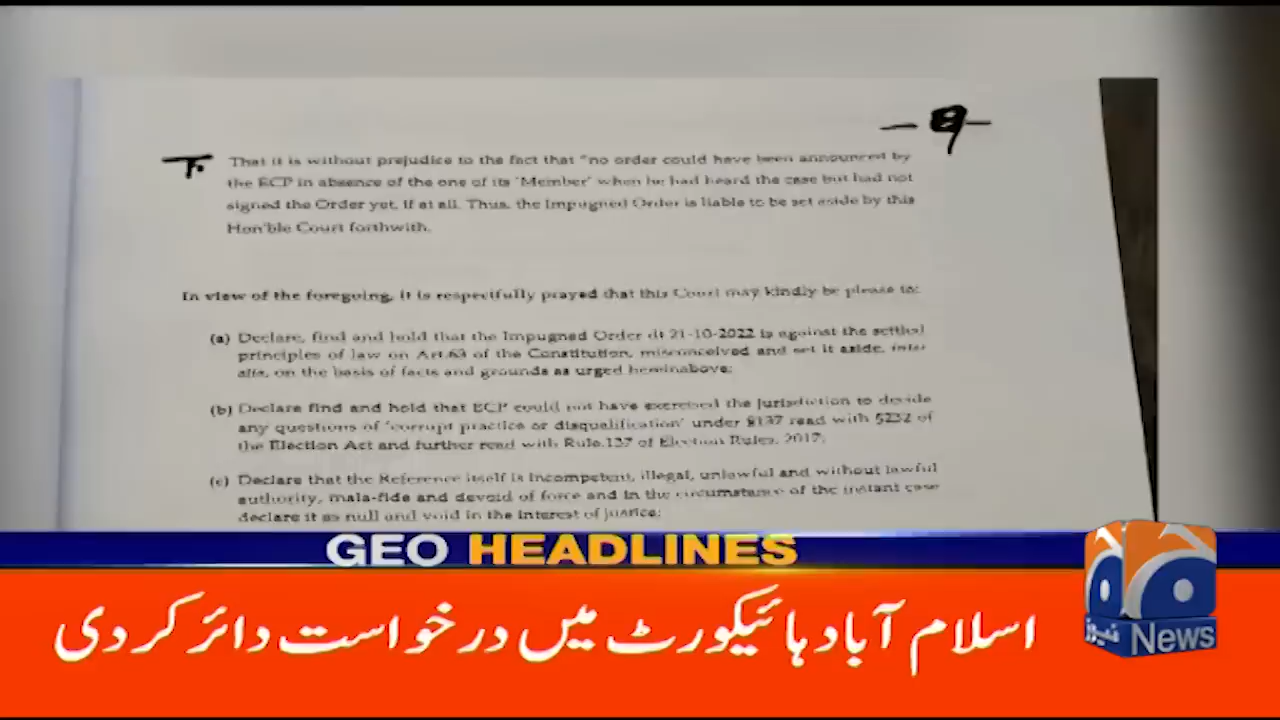 -9-
T. That it is without prejudice to the fact that "no order could have been announced by
the ECP in absence of the one of its 'Member' when he had heard the case but had not
signed the Order yet, if at all. Thus, the Impugned Order is liable to be set aside by this
Hon'ble Court forthwith.
In view of the foregoing, it is respectfully prayed that this Court may kindly be please to:
(a) Declare, find and hold that the Impugned Order dt 21-10-2022 is against the settled
principles of law on Art.63 of the Constitution, misconceived and set it aside, inter
alia, on the basis of facts and grounds as urged hereinabove;
(b) Declare find and hold that ECP could not have exercised the jurisdiction to decide
any questions of 'corrupt practice or disqualification' under §137 read with §232 of
the Election Act and further read with Rule.137 of Election Rules, 2017;
(c) Declare that the Reference itself is incompetent, illegal, unlawful and without lawful
authority, mala-fide and devoid of force and in the circumstance of the instant case
declare it as null and void in the interest of justice;
GEO HEADLINES
اسلام آباد ہائیکورٹ میں درخواست دائر کر دی
نیوز News